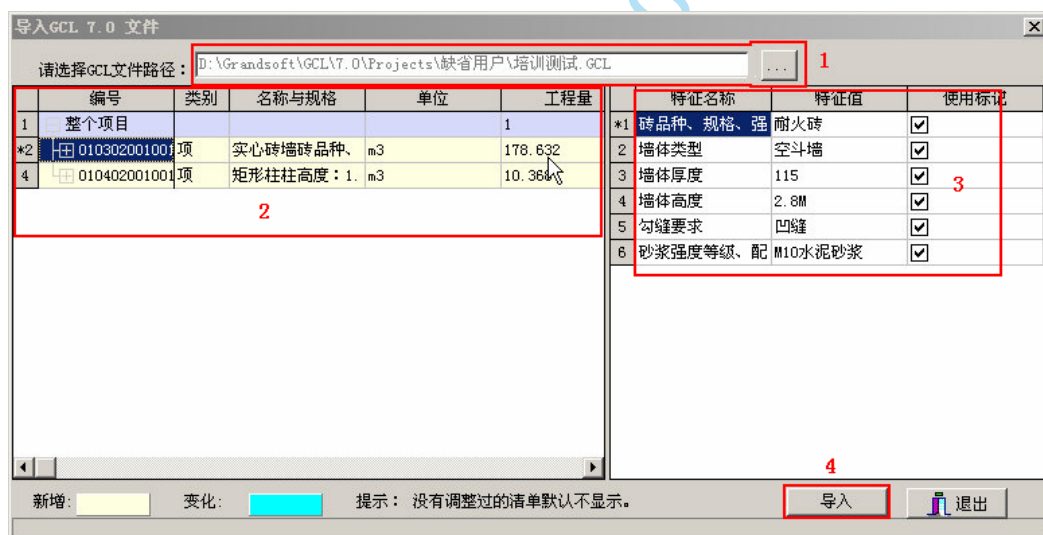 导入GCL 7.0 文件
请选择GCL文件路径： D:\Grandsoft\GCL\7.0\Projects\缺省用户\培训测试.GCL ... 1
编号 类别 名称与规格 单位 工程量 特征名称 特征值 使用标记
1 整个项目 1 *1 砖品种、规格、强 耐火砖
*2 010302001001 项 实心砖墙砖品种、 m3 178.632 2 墙体类型 空斗墙
4 010402001001 项 矩形柱柱高度：1. m3 10.368 3 墙体厚度 115 3
2 4 墙体高度 2.8M
5 勾缝要求 凹缝
6 砂浆强度等级、配 M10水泥砂浆
4
新增: 变化: 提示： 没有调整过的清单默认不显示。 导入 退出